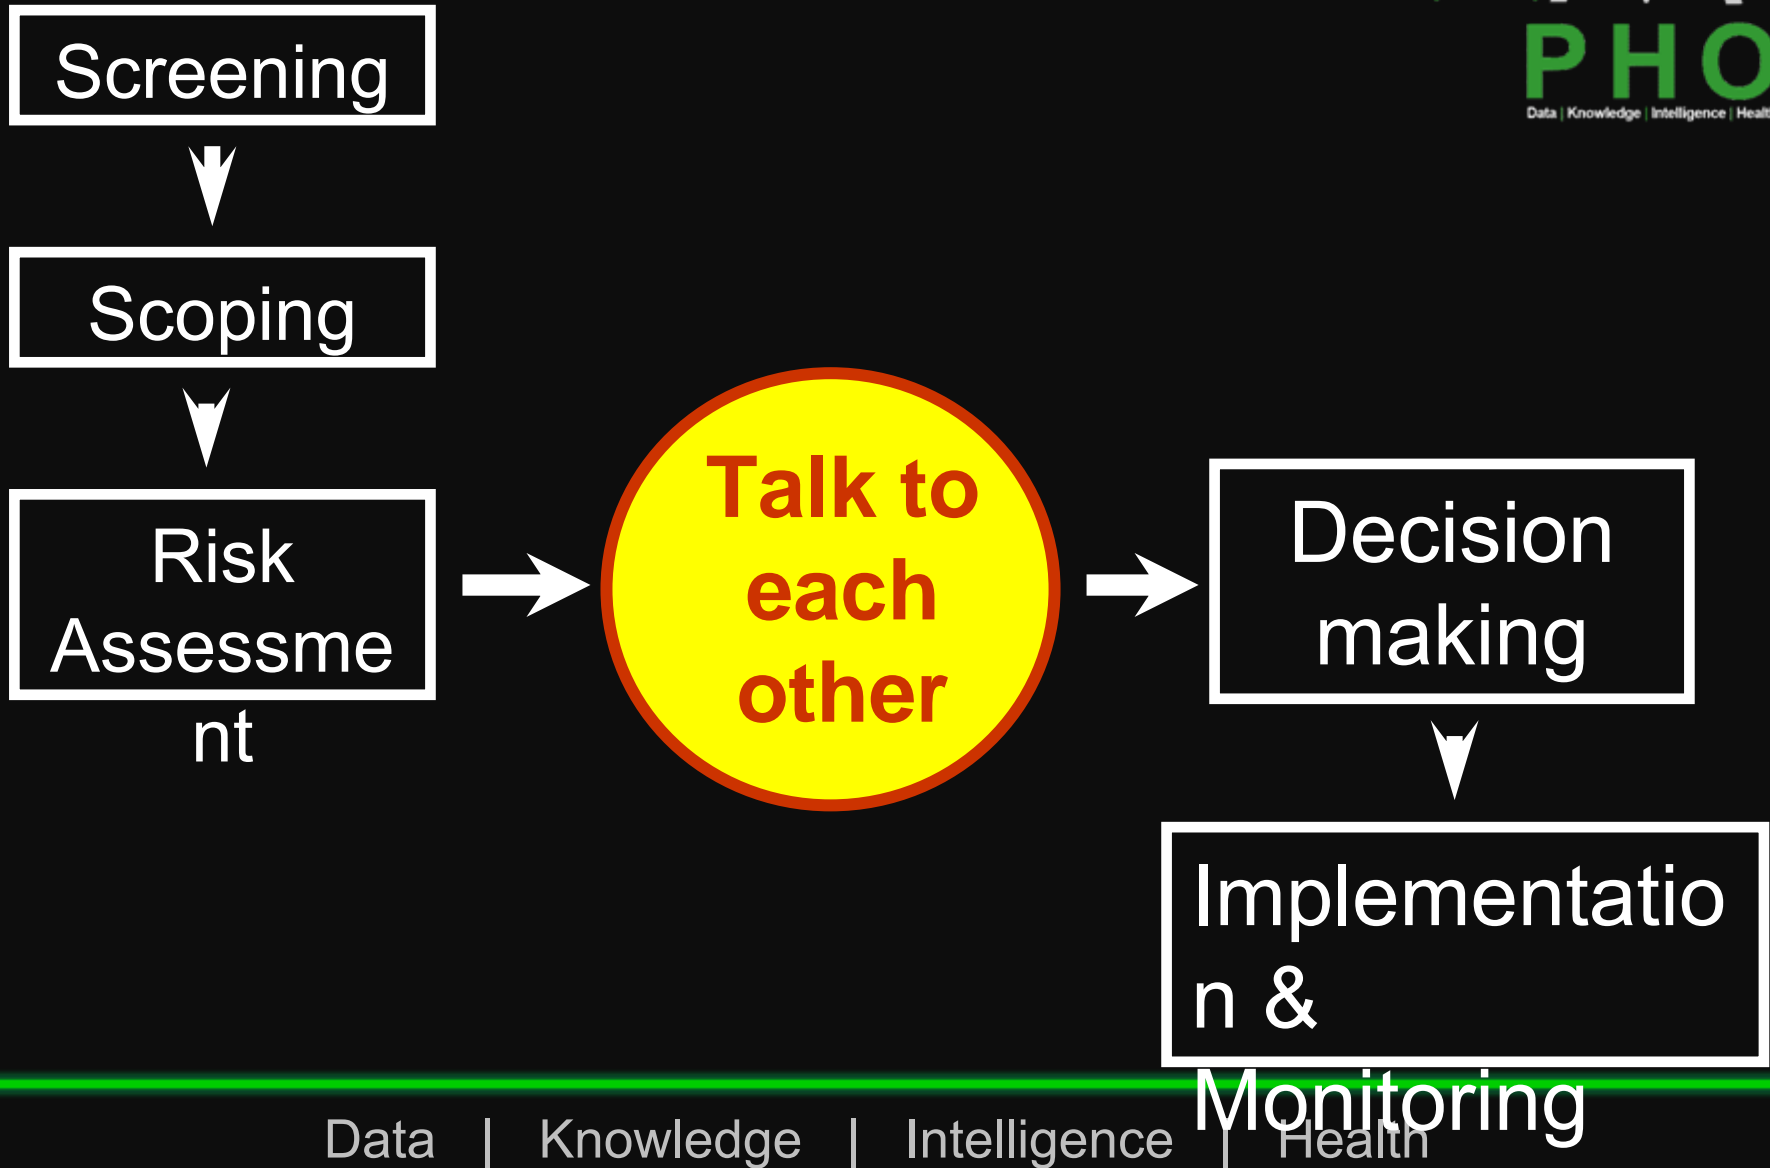 PHO
Data | Knowledge | Intelligence | Health
Screening
Scoping
Risk
Assessme
nt
Talk to
each
other
Decision
making
Implementatio
n &
Monitoring
Data | Knowledge | Intelligence | Health